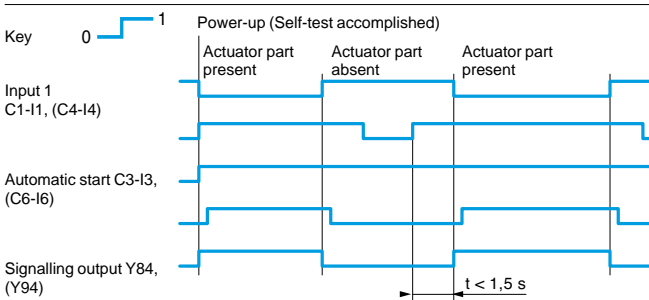 Key
0
1
Power-up (Self-test accomplished)
Actuator part
present
Actuator part
absent
Actuator part
present
Input 1
C1-I1, (C4-I4)
Automatic start C3-I3,
(C6-I6)
Signalling output Y84,
(Y94)
t < 1,5 s